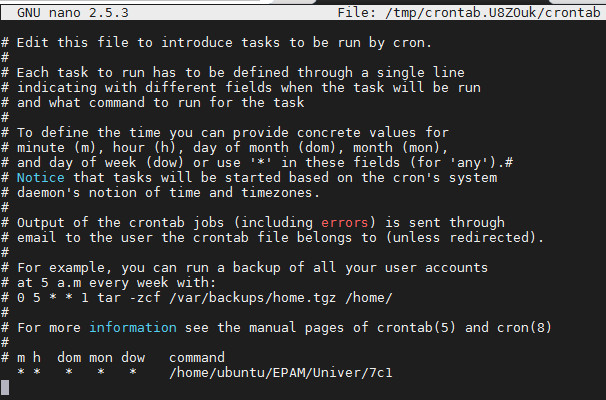 GNU nano 2.5.3 File: /tmp/crontab.U8ZOuk/crontab
# Edit this file to introduce tasks to be run by cron.
#
# Each task to run has to be defined through a single line
# indicating with different fields when the task will be run
# and what command to run for the task
#
# To define the time you can provide concrete values for
# minute (m), hour (h), day of month (dom), month (mon),
# and day of week (dow) or use '*' in these fields (for 'any').#
# Notice that tasks will be started based on the cron's system
# daemon's notion of time and timezones.
#
# Output of the crontab jobs (including errors) is sent through
# email to the user the crontab file belongs to (unless redirected).
#
# For example, you can run a backup of all your user accounts
# at 5 a.m every week with:
# 0 5 * * 1 tar -zcf /var/backups/home.tgz /home/
#
# For more information see the manual pages of crontab(5) and cron(8)
#
# m h  dom mon dow   command
  * *   *   *   *    /home/ubuntu/EPAM/Univer/7c1